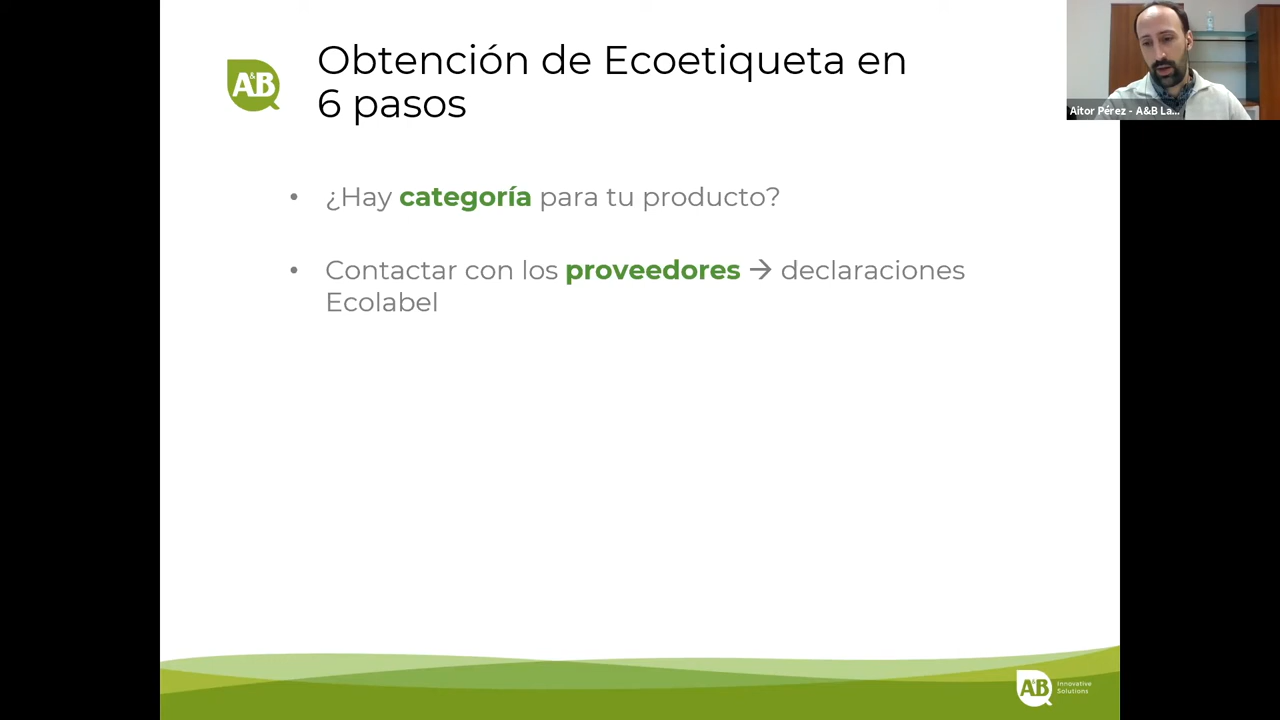 Obtención de Ecoetiqueta en
6 pasos
A&B
Aitor Pérez - A&B La...
• ¿Hay categoría para tu producto?
• Contactar con los proveedores → declaraciones
Ecolabel
A&B
Innovative
Solutions